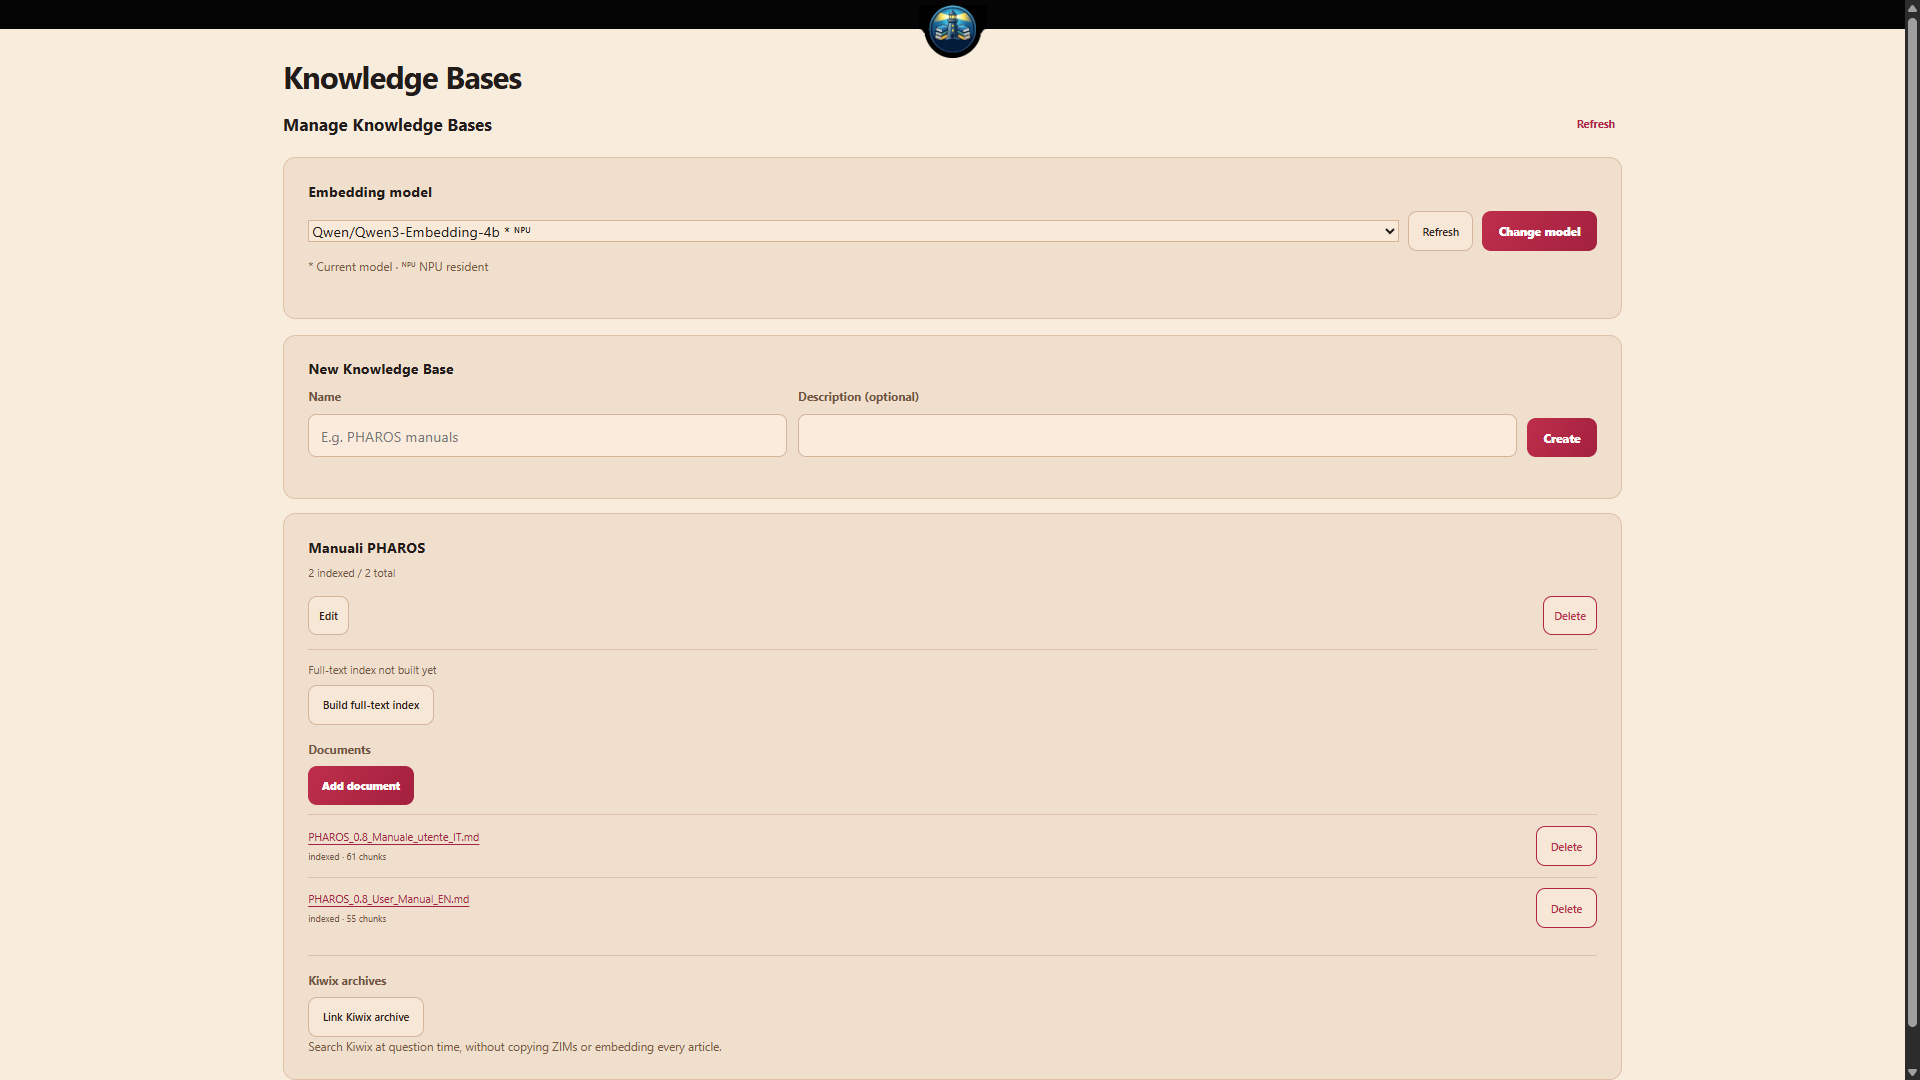 Knowledge Bases
Manage Knowledge Bases
Refresh
Embedding model
Qwen/Qwen3-Embedding-4b * ᴺᴾᵁ
Refresh
Change model
* Current model · ᴺᴾᵁ NPU resident
New Knowledge Base
Name
Description (optional)
E.g. PHAROS manuals
Create
Manuali PHAROS
2 indexed / 2 total
Edit
Delete
Full-text index not built yet
Build full-text index
Documents
Add document
PHAROS_0.8_Manuale_utente_IT.md
indexed · 61 chunks
Delete
PHAROS_0.8_User_Manual_EN.md
indexed · 55 chunks
Delete
Kiwix archives
Link Kiwix archive
Search Kiwix at question time, without copying ZIMs or embedding every article.